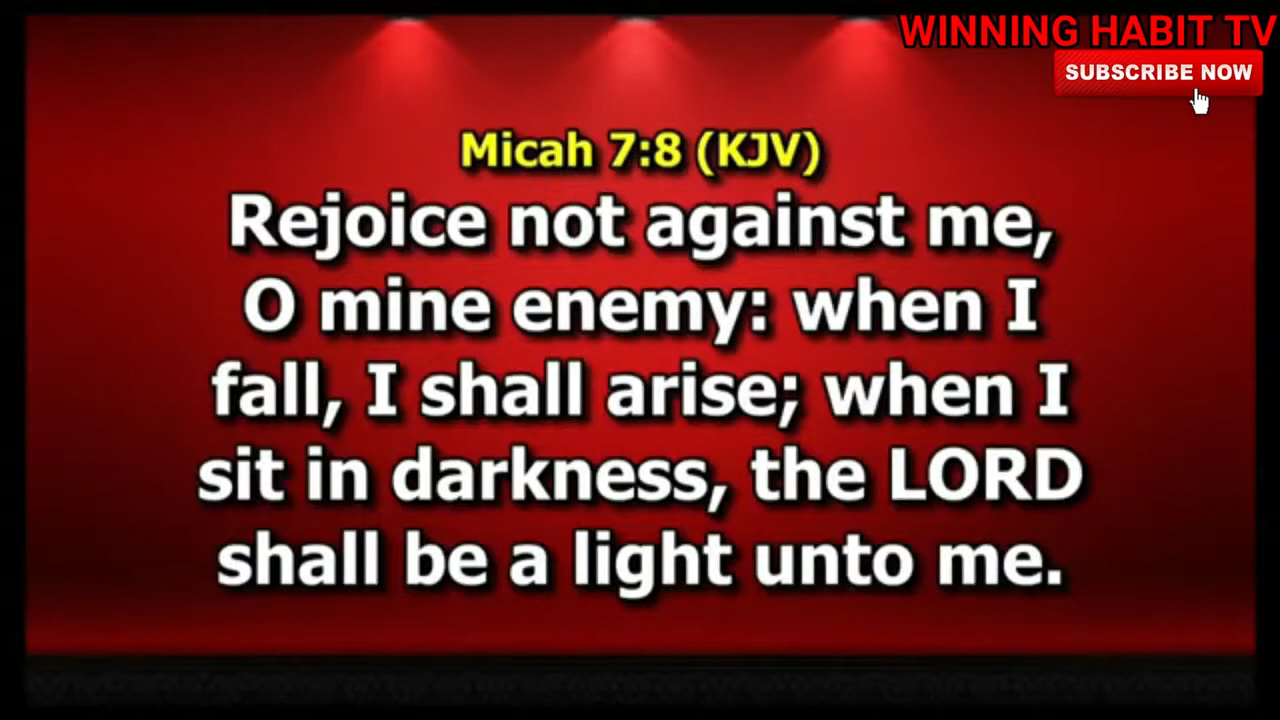 WINNING HABIT TV
SUBSCRIBE NOW
Micah 7:8 (KJV)
Rejoice not against me,
O mine enemy: when I
fall, I shall arise; when I
sit in darkness, the LORD
shall be a light unto me.